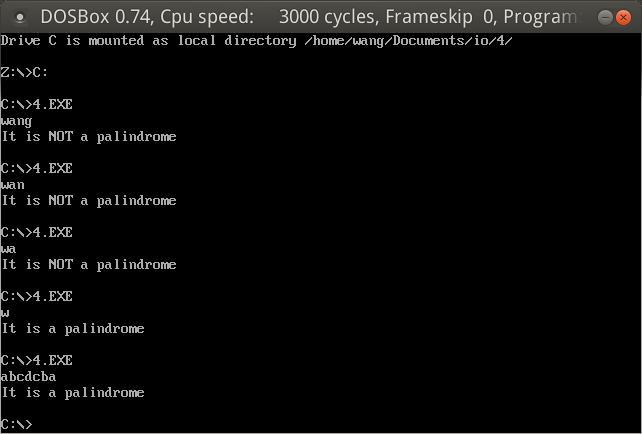 DOSBox 0.74, Cpu speed:    3000 cycles, Frameskip  0, Program
Drive C is mounted as local directory /home/wang/Documents/io/4/
Z:\>C:
C:\>4.EXE
wang
It is NOT a palindrome
C:\>4.EXE
wan
It is NOT a palindrome
C:\>4.EXE
wa
It is NOT a palindrome
C:\>4.EXE
w
It is a palindrome
C:\>4.EXE
abcdcba
It is a palindrome
C:\>